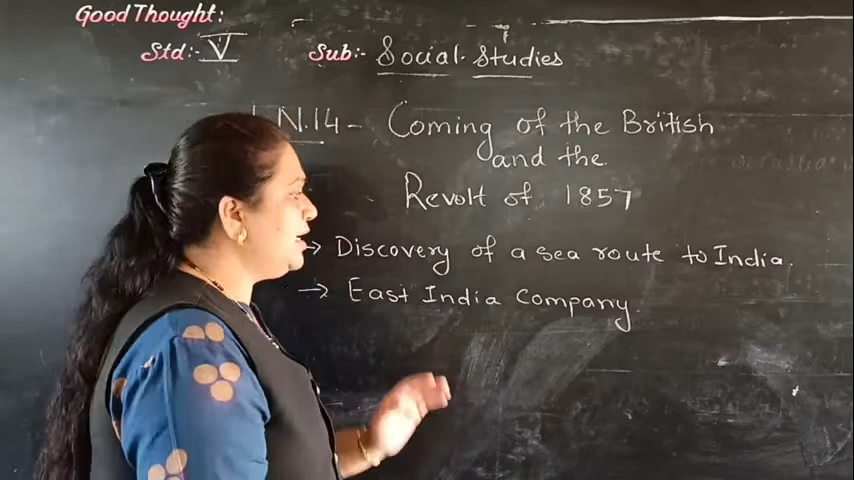 Good Thought:
Std:- V Sub:- Social Studies
L.N.14 - Coming of the British
and the
Revolt of 1857
→ Discovery of a sea route to India.
→ East India Company.